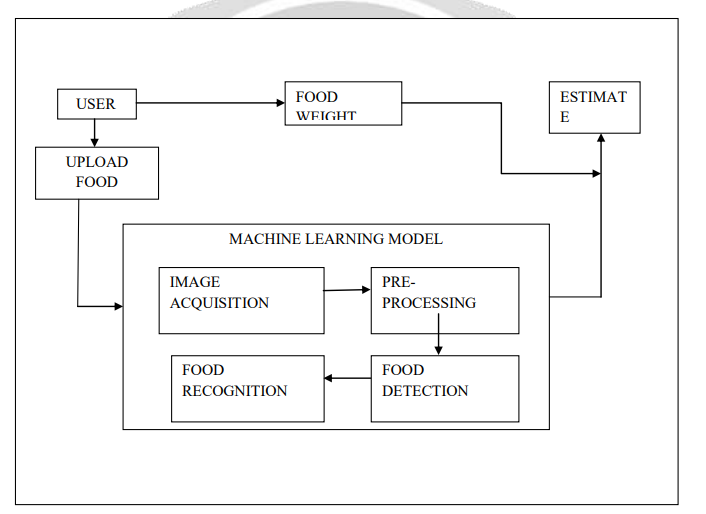 USER
FOOD
WEIGHT
ESTIMAT
E
UPLOAD
FOOD
MACHINE LEARNING MODEL
IMAGE
ACQUISITION
PRE-
PROCESSING
FOOD
RECOGNITION
FOOD
DETECTION